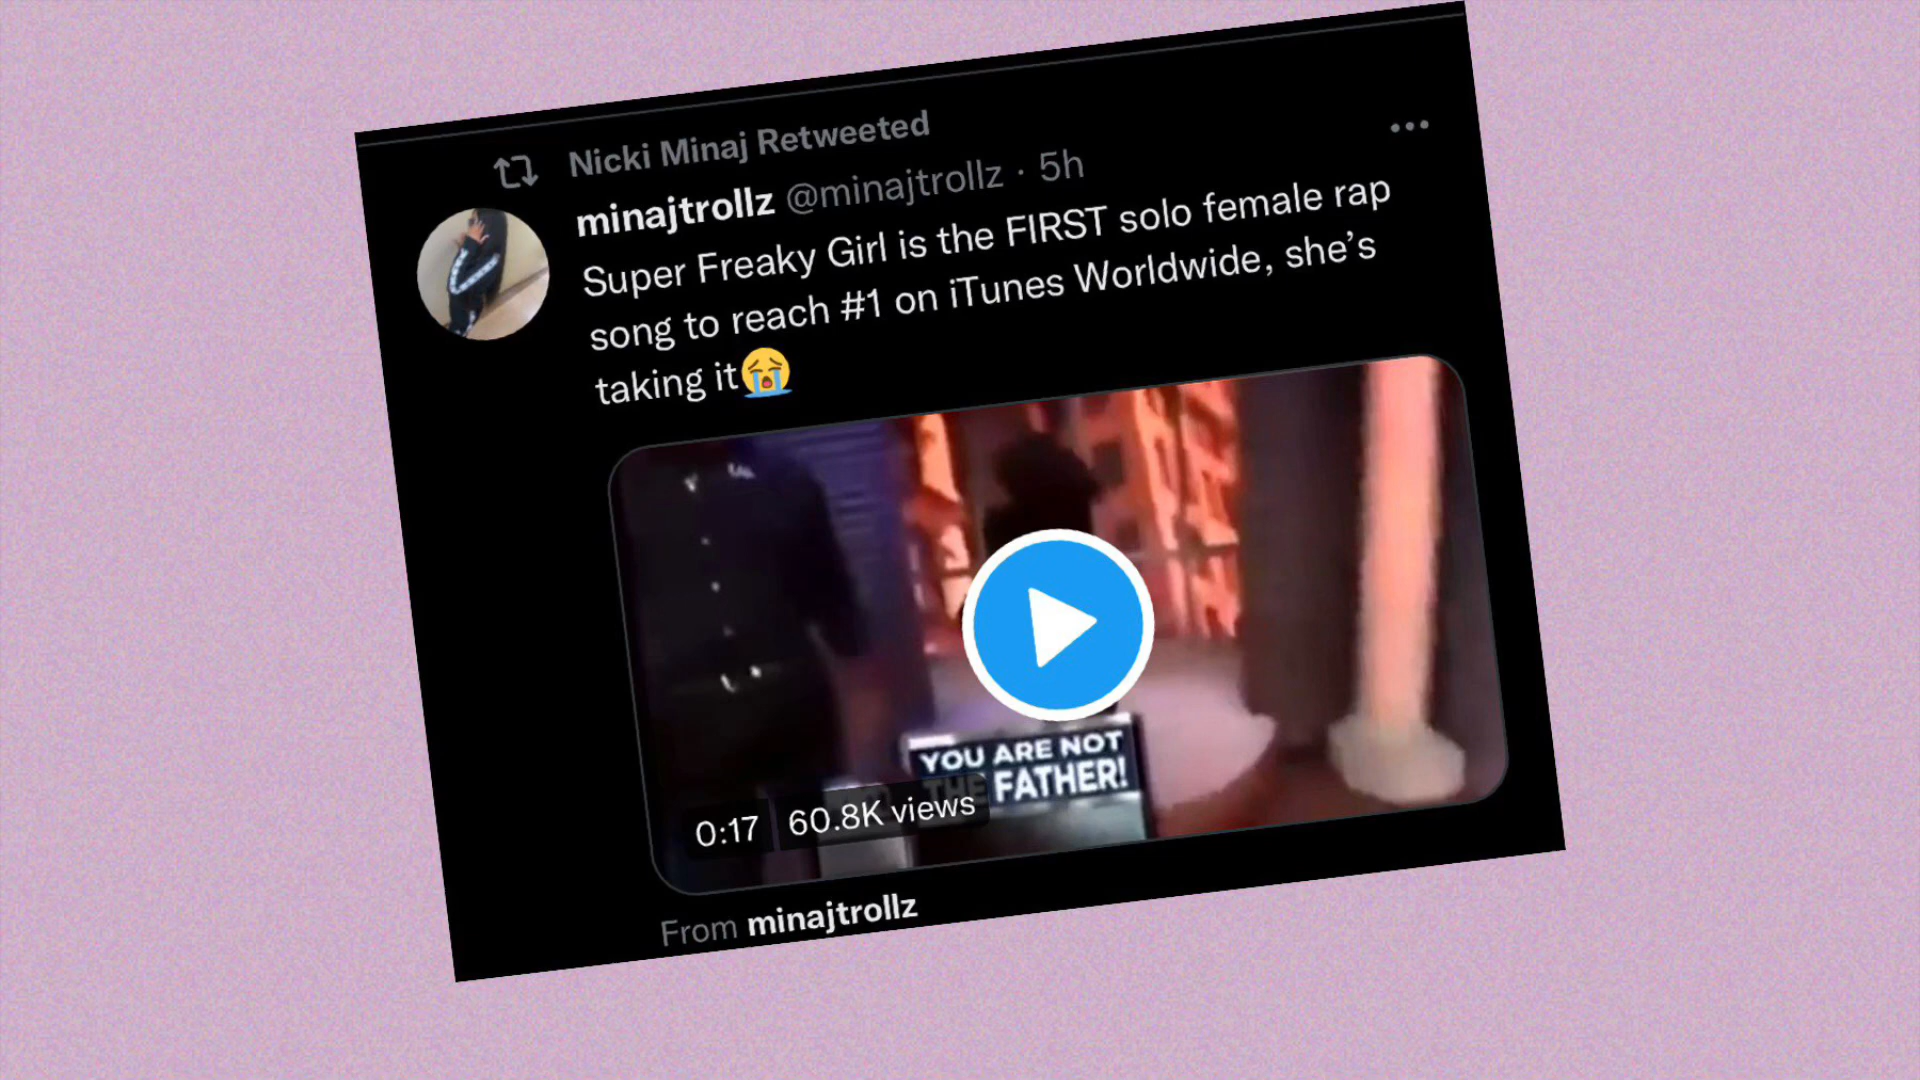 Nicki Minaj Retweeted
minajtrollz @minajtrollz · 5h
Super Freaky Girl is the FIRST solo female rap
song to reach #1 on iTunes Worldwide, she’s
taking it😭
YOU ARE NOT
THE FATHER!
0:17 60.8K views
From minajtrollz